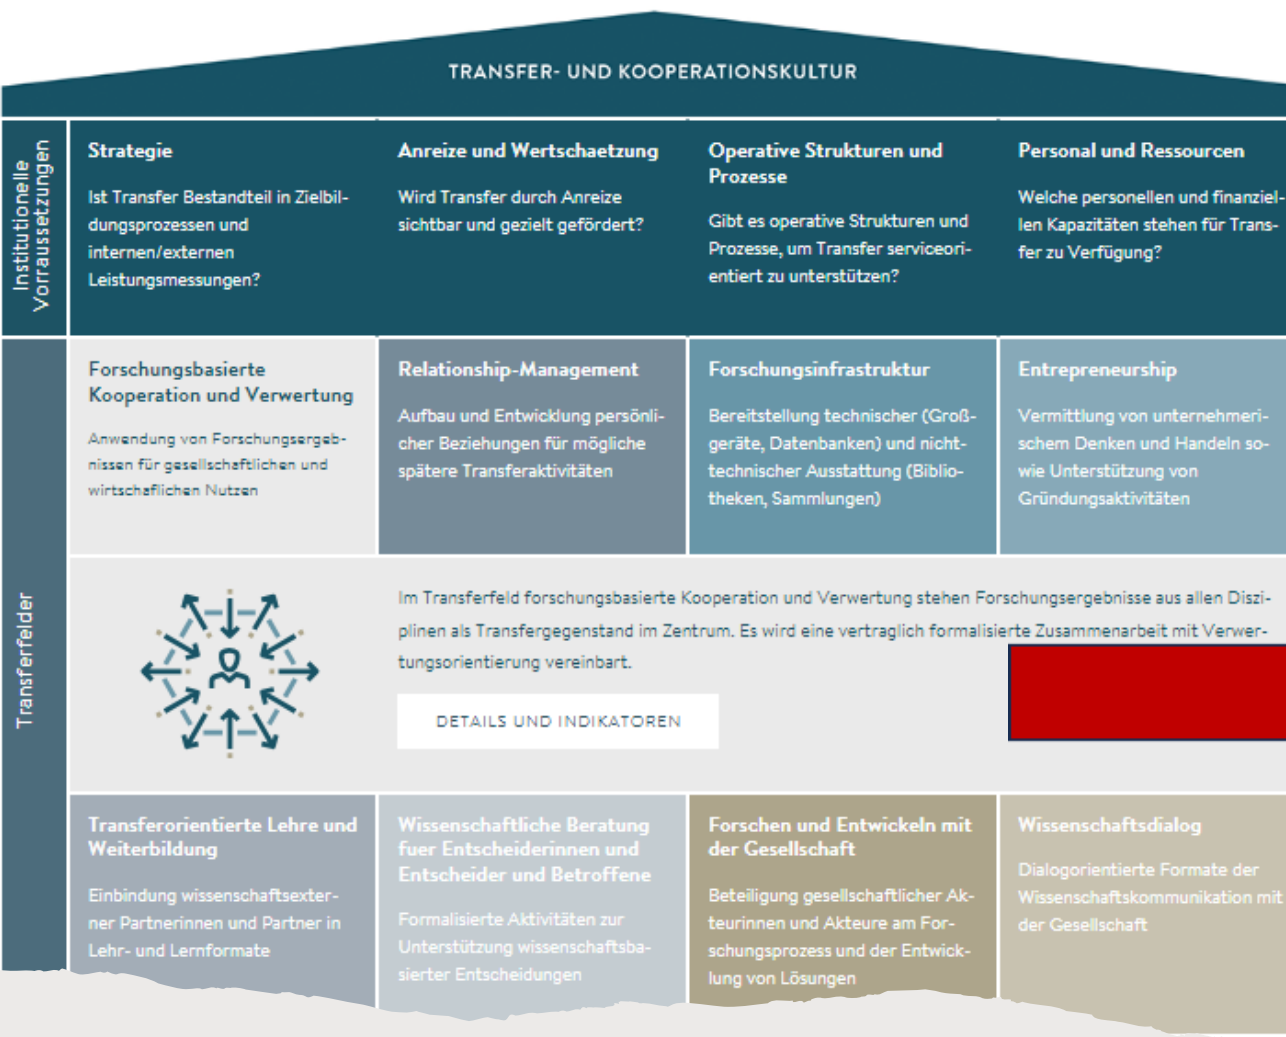 TRANSFER- UND KOOPERATIONSKULTUR
Institutionelle
Vorraussetzungen
Strategie
Ist Transfer Bestandteil in Zielbil-
dungsprozessen und
internen/externen
Leistungsmessungen?
Anreize und Wertschaetzung
Wird Transfer durch Anreize
sichtbar und gezielt gefördert?
Operative Strukturen und
Prozesse
Gibt es operative Strukturen und
Prozesse, um Transfer serviceori-
entiert zu unterstützen?
Personal und Ressourcen
Welche personellen und finanziel-
len Kapazitäten stehen für Trans-
fer zu Verfügung?
Transferfelder
Forschungsbasierte
Kooperation und Verwertung
Anwendung von Forschungsergeb-
nissen für gesellschaftlichen und
wirtschaflichen Nutzen
Relationship-Management
Aufbau und Entwicklung persönli-
cher Beziehungen für mögliche
spätere Transferaktivitäten
Forschungsinfrastruktur
Bereitstellung technischer (Groß-
geräte, Datenbanken) und nicht-
technischer Ausstattung (Biblio-
theken, Sammlungen)
Entrepreneurship
Vermittlung von unternehmeri-
schem Denken und Handeln so-
wie Unterstützung von
Gründungsaktivitäten
Im Transferfeld forschungsbasierte Kooperation und Verwertung stehen Forschungsergebnisse aus allen Diszi-
plinen als Transfergegenstand im Zentrum. Es wird eine vertraglich formalisierte Zusammenarbeit mit Verwer-
tungsorientierung vereinbart.
DETAILS UND INDIKATOREN
Transferorientierte Lehre und
Weiterbildung
Einbindung wissenschaftsexter-
ner Partnerinnen und Partner in
Lehr- und Lernformate
Wissenschaftliche Beratung
fuer Entscheiderinnen und
Entscheider und Betroffene
Formalisierte Aktivitäten zur
Unterstützung wissenschaftsba-
sierter Entscheidungen
Forschen und Entwickeln mit
der Gesellschaft
Beteiligung gesellschaftlicher Ak-
teurinnen und Akteure am For-
schungsprozess und der Entwick-
lung von Lösungen
Wissenschaftsdialog
Dialogorientierte Formate der
Wissenschaftskommunikation mit
der Gesellschaft